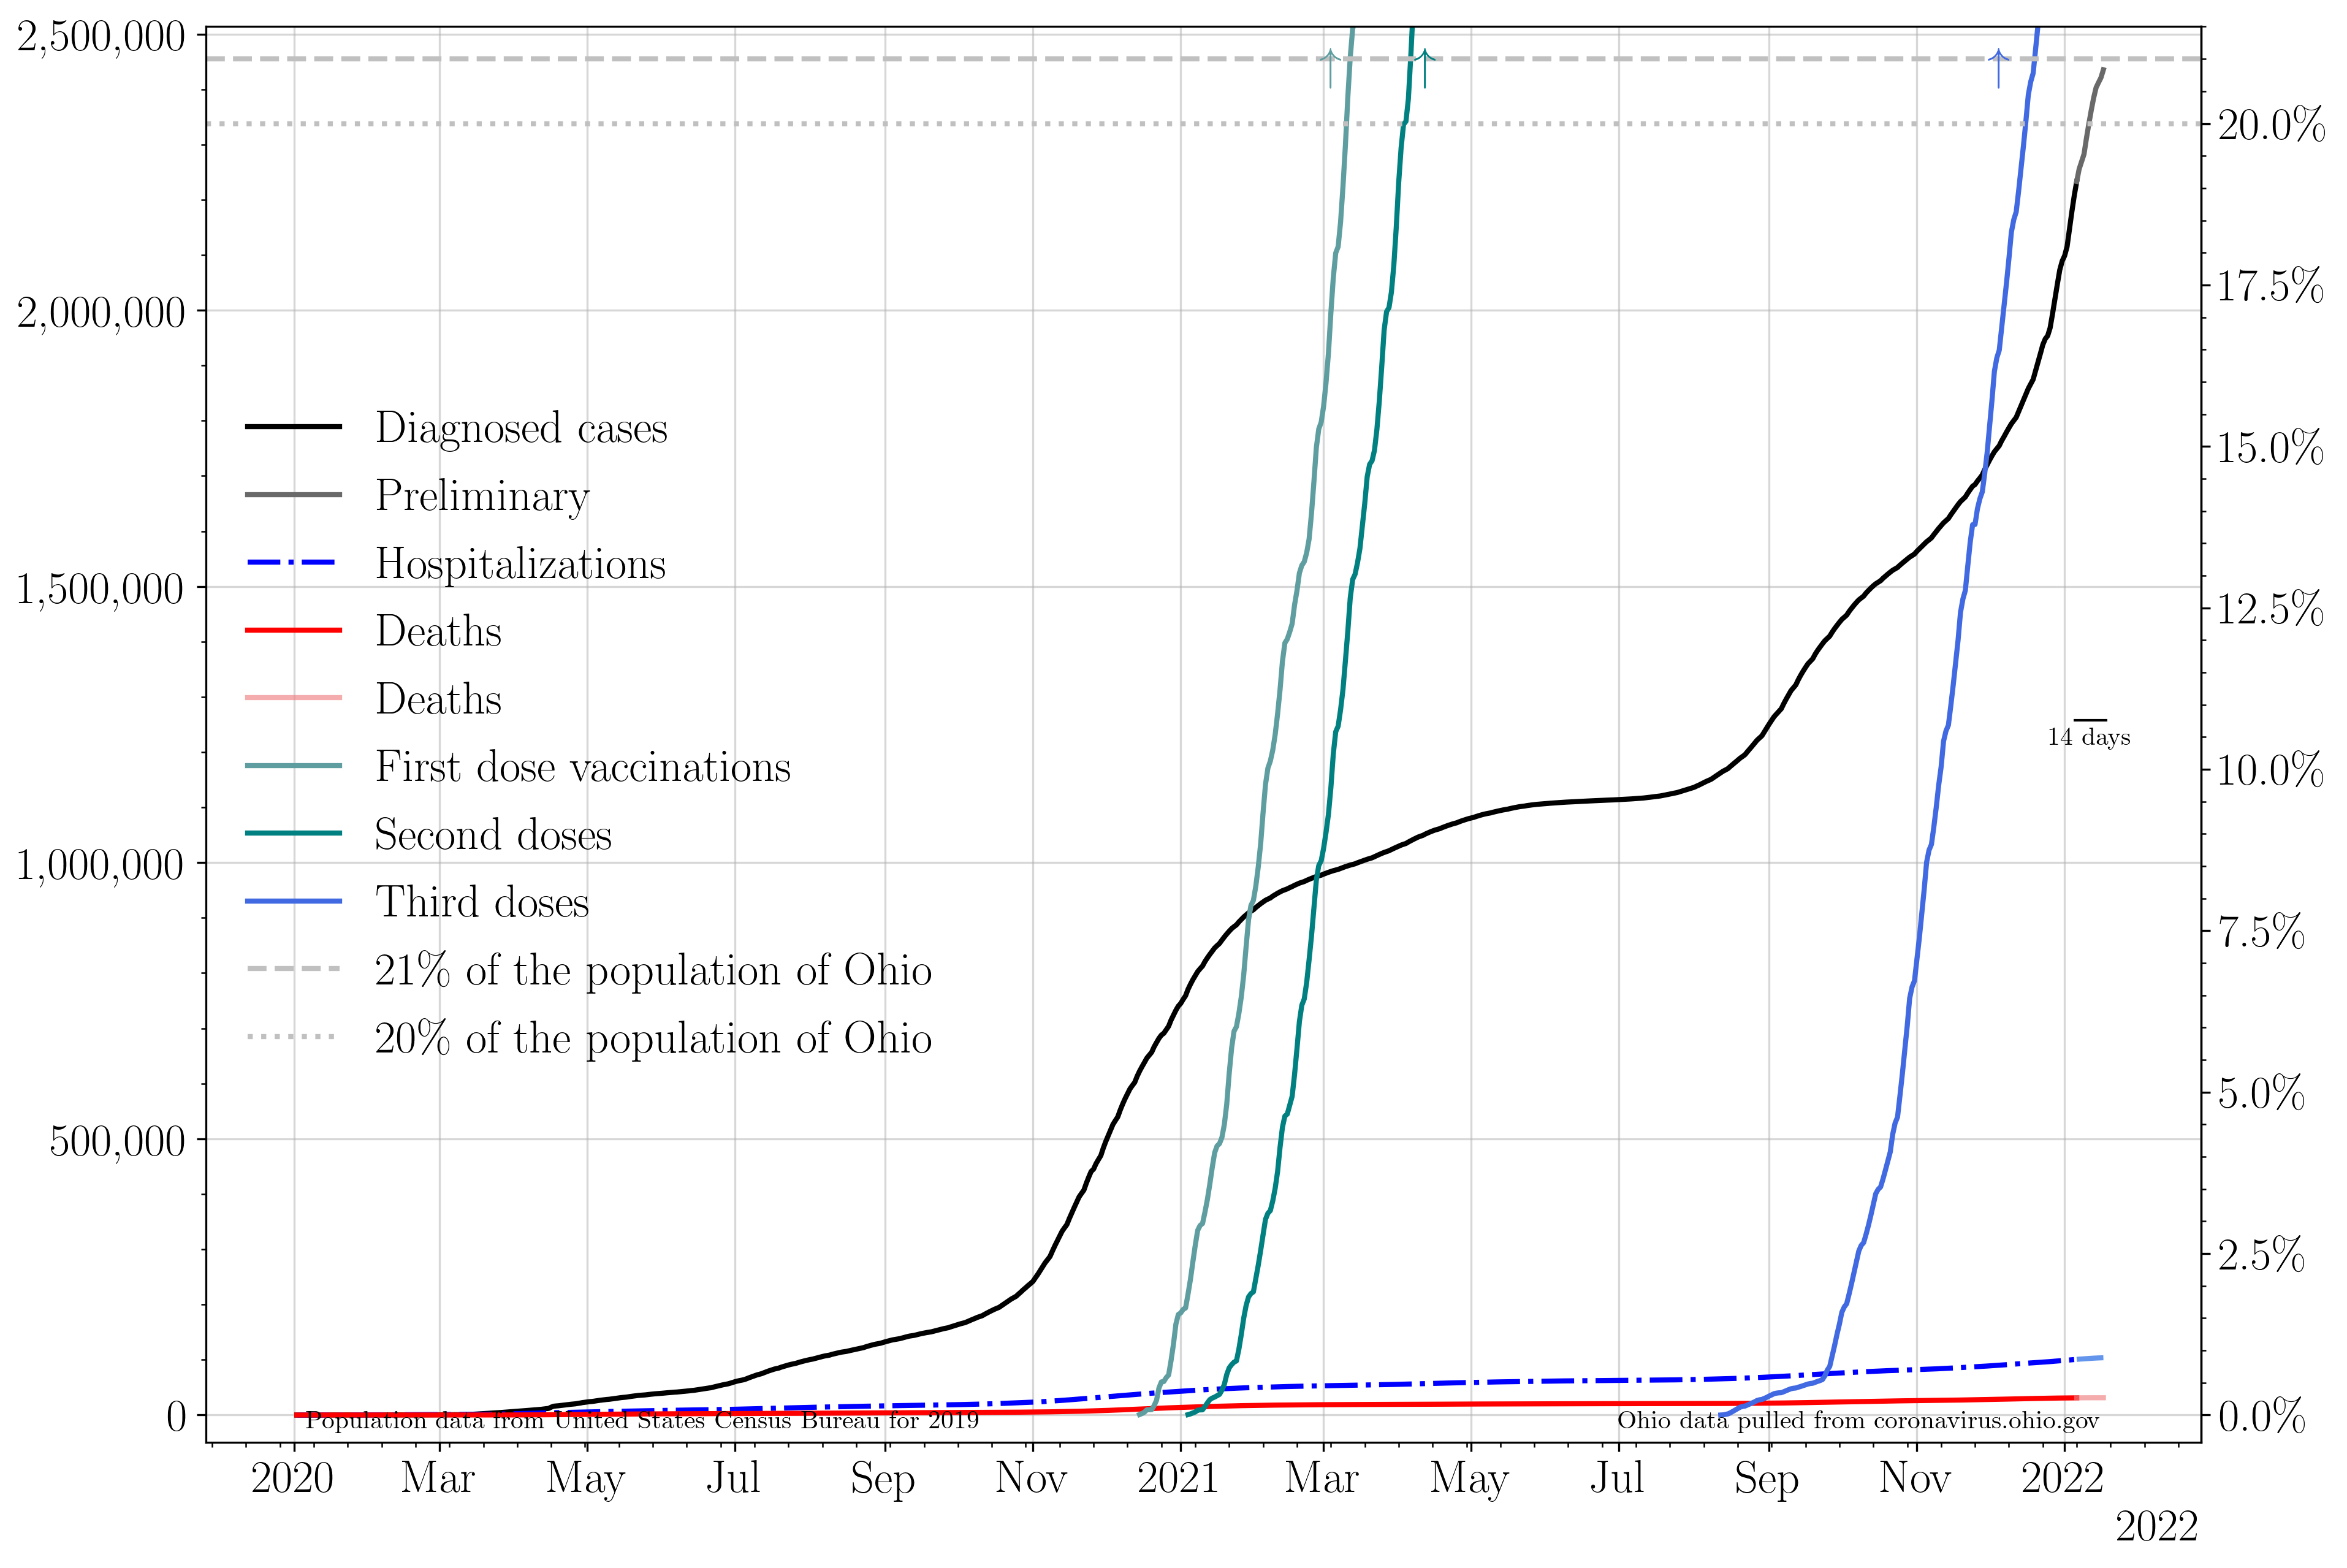 2,500,000
2,000,000
1,500,000
1,000,000
500,000
0
20.0%
17.5%
15.0%
12.5%
10.0%
7.5%
5.0%
2.5%
0.0%
Diagnosed cases
Preliminary
Hospitalizations
Deaths
Deaths
First dose vaccinations
Second doses
Third doses
21% of the population of Ohio
20% of the population of Ohio
14 days
Population data from United States Census Bureau for 2019
Ohio data pulled from coronavirus.ohio.gov
2020 Mar May Jul Sep Nov 2021 Mar May Jul Sep Nov 2022
2022